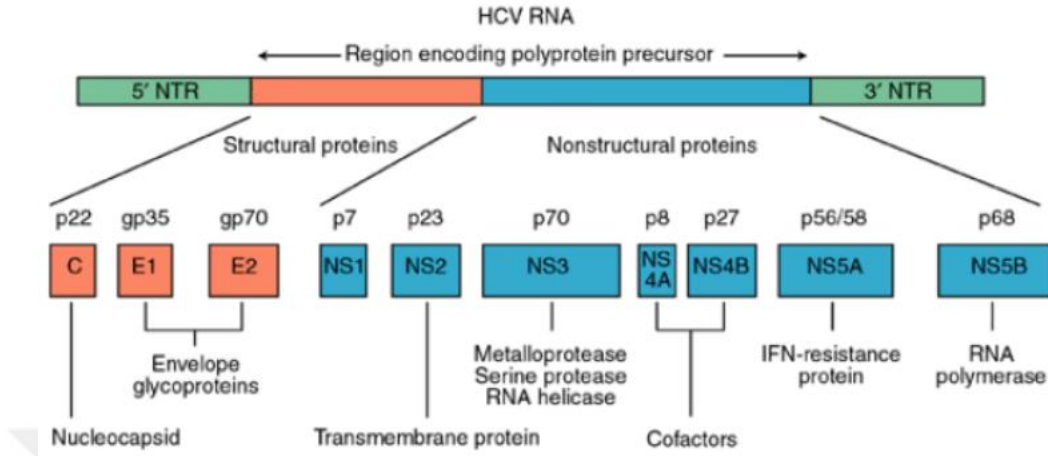 HCV RNA
Region encoding polyprotein precursor
5′ NTR
3′ NTR
Structural proteins
Nonstructural proteins
p22 gp35 gp70 p7 p23 p70 p8 p27 p56/58 p68
C E1 E2 NS1 NS2 NS3 NS 4A NS4B NS5A NS5B
Envelope
glycoproteins
Metalloprotease
Serine protease
RNA helicase
IFN-resistance
protein
RNA
polymerase
Nucleocapsid
Transmembrane protein
Cofactors